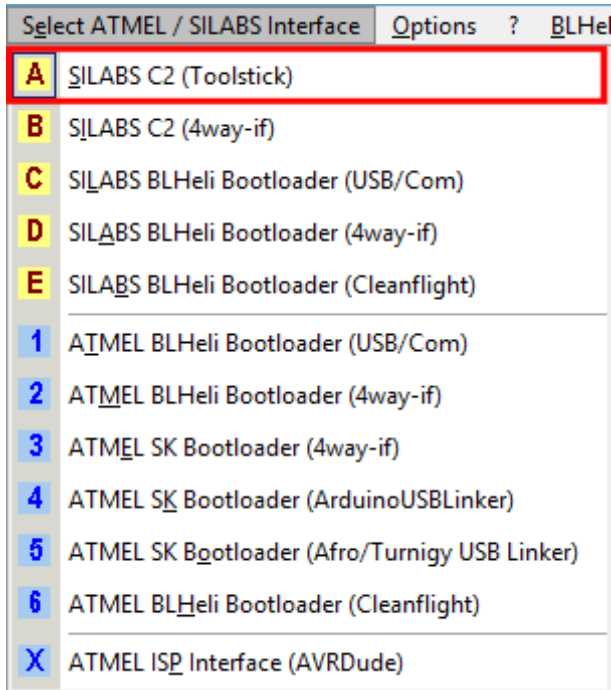 Select ATMEL / SILABS Interface Options ? BLHel
A SILABS C2 (Toolstick)
B SILABS C2 (4way-if)
C SILABS BLHeli Bootloader (USB/Com)
D SILABS BLHeli Bootloader (4way-if)
E SILABS BLHeli Bootloader (Cleanflight)
1 ATMEL BLHeli Bootloader (USB/Com)
2 ATMEL BLHeli Bootloader (4way-if)
3 ATMEL SK Bootloader (4way-if)
4 ATMEL SK Bootloader (ArduinoUSBLinker)
5 ATMEL SK Bootloader (Afro/Turnigy USB Linker)
6 ATMEL BLHeli Bootloader (Cleanflight)
X ATMEL ISP Interface (AVRDude)